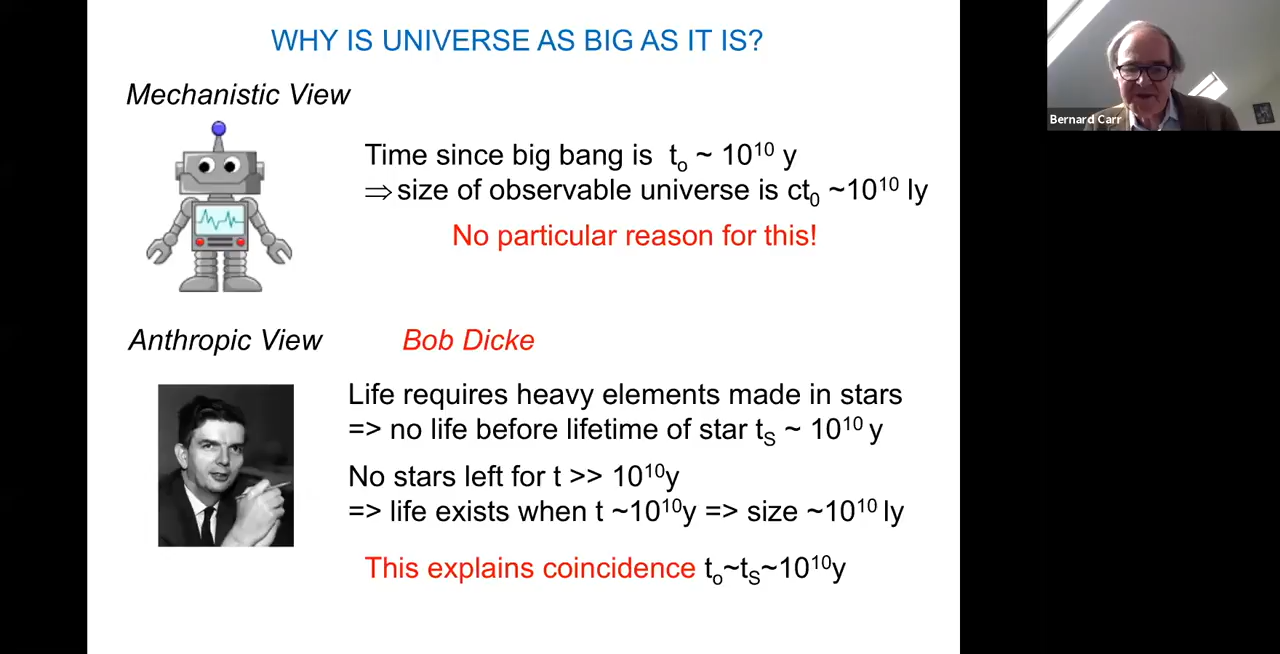 WHY IS UNIVERSE AS BIG AS IT IS?
Mechanistic View
Time since big bang is t₀ ~ 10¹⁰ y
⇒ size of observable universe is ct₀ ~10¹⁰ ly
No particular reason for this!
Anthropic View Bob Dicke
Life requires heavy elements made in stars
=> no life before lifetime of star tS ~ 10¹⁰ y
No stars left for t >> 10¹⁰y
=> life exists when t ~10¹⁰y => size ~10¹⁰ ly
This explains coincidence t₀~tS~10¹⁰y
Bernard Carr